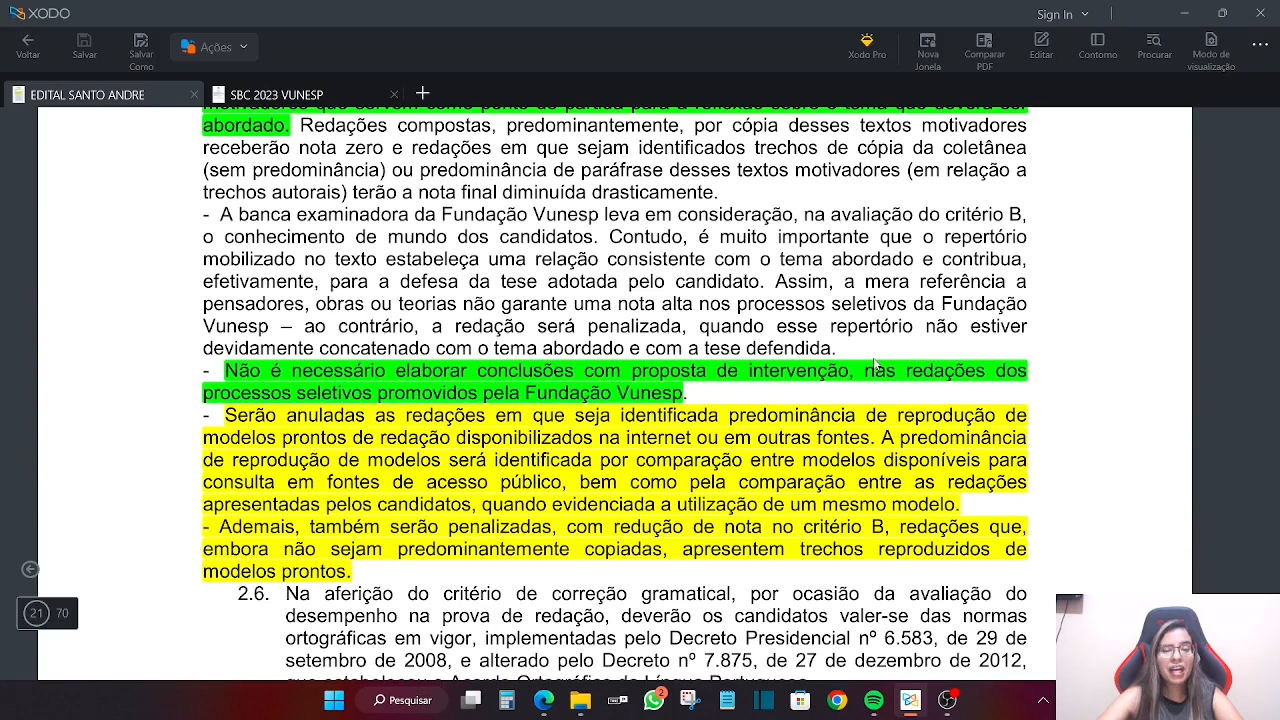 XODO
Sign In
Voltar
Salvar
Salvar Como
Ações
Xodo Pro
Nova Janela
Comparar PDF
Editar
Contorno
Procurar
Modo de visualização
EDITAL SANTO ANDRE
SBC 2023 VUNESP
abordado. Redações compostas, predominantemente, por cópia desses textos motivadores
receberão nota zero e redações em que sejam identificados trechos de cópia da coletânea
(sem predominância) ou predominância de paráfrase desses textos motivadores (em relação a
trechos autorais) terão a nota final diminuída drasticamente.
- A banca examinadora da Fundação Vunesp leva em consideração, na avaliação do critério B,
o conhecimento de mundo dos candidatos. Contudo, é muito importante que o repertório
mobilizado no texto estabeleça uma relação consistente com o tema abordado e contribua,
efetivamente, para a defesa da tese adotada pelo candidato. Assim, a mera referência a
pensadores, obras ou teorias não garante uma nota alta nos processos seletivos da Fundação
Vunesp – ao contrário, a redação será penalizada, quando esse repertório não estiver
devidamente concatenado com o tema abordado e com a tese defendida.
- Não é necessário elaborar conclusões com proposta de intervenção, nas redações dos
processos seletivos promovidos pela Fundação Vunesp.
- Serão anuladas as redações em que seja identificada predominância de reprodução de
modelos prontos de redação disponibilizados na internet ou em outras fontes. A predominância
de reprodução de modelos será identificada por comparação entre modelos disponíveis para
consulta em fontes de acesso público, bem como pela comparação entre as redações
apresentadas pelos candidatos, quando evidenciada a utilização de um mesmo modelo.
- Ademais, também serão penalizadas, com redução de nota no critério B, redações que,
embora não sejam predominantemente copiadas, apresentem trechos reproduzidos de
modelos prontos.
2.6. Na aferição do critério de correção gramatical, por ocasião da avaliação do
desempenho na prova de redação, deverão os candidatos valer-se das normas
ortográficas em vigor, implementadas pelo Decreto Presidencial nº 6.583, de 29 de
setembro de 2008, e alterado pelo Decreto nº 7.875, de 27 de dezembro de 2012,
21 70
Pesquisar
2